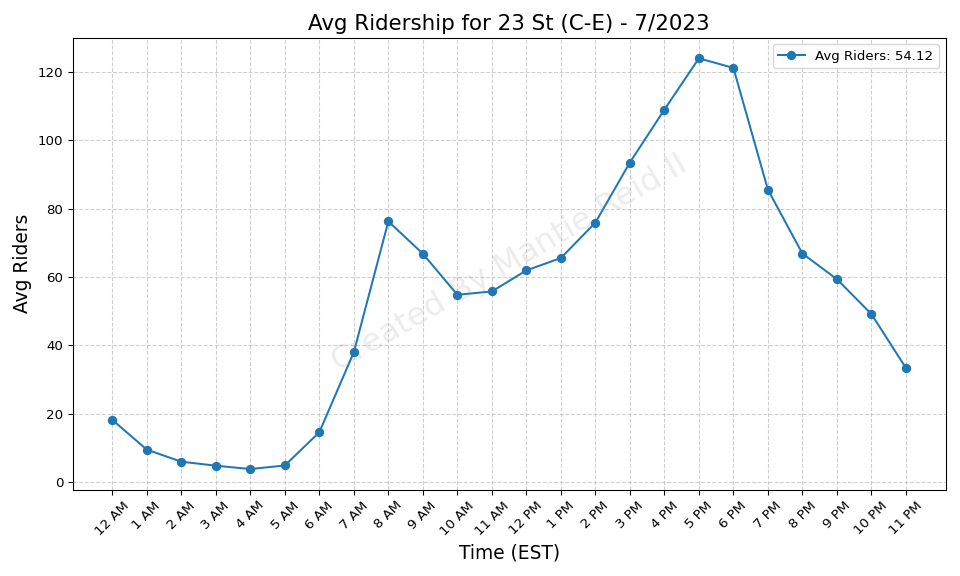 Avg Ridership for 23 St (C-E) - 7/2023
Avg Riders: 54.12
120
100
80
60
40
20
0
Avg Riders
Created By Mantle Reid II
12 AM
1 AM
2 AM
3 AM
4 AM
5 AM
6 AM
7 AM
8 AM
9 AM
10 AM
11 AM
12 PM
1 PM
2 PM
3 PM
4 PM
5 PM
6 PM
7 PM
8 PM
9 PM
10 PM
11 PM
Time (EST)